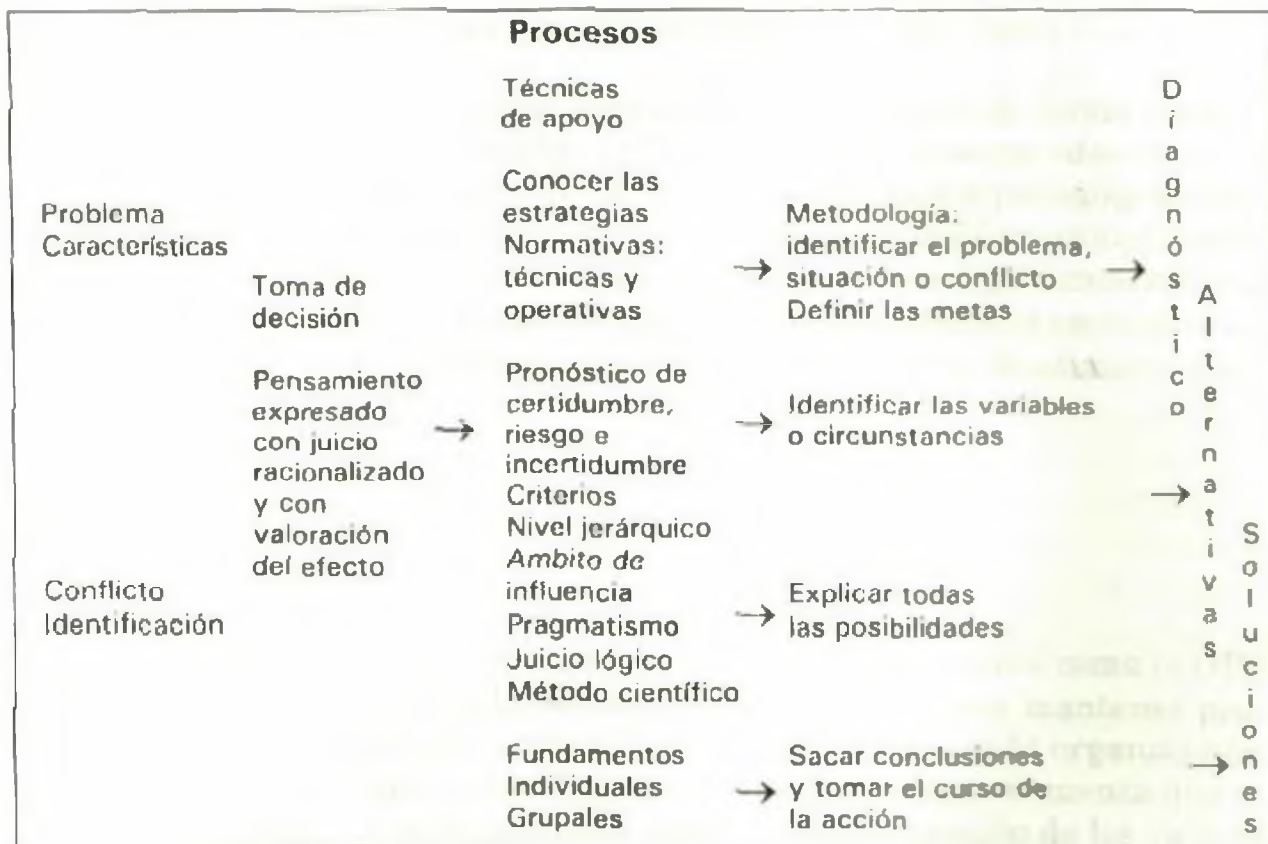 Procesos
Problema
Características
Conflicto
Identificación
Toma de
decisión
Pensamiento
expresado
con juicio
racionalizado
y con
valoración
del efecto
→
Técnicas
de apoyo
Conocer las
estrategias
Normativas:
técnicas y
operativas
→
Pronóstico de
certidumbre,
riesgo e
incertidumbre
→
Criterios
Nivel jerárquico
Ambito de
influencia
Pragmatismo
Juicio lógico
Método científico
→
Fundamentos
Individuales
Grupales
→
Metodología:
identificar el problema,
situación o conflicto
Definir las metas
→
Identificar las variables
o circunstancias
→
Explicar todas
las posibilidades
Sacar conclusiones
y tomar el curso de
la acción
→
Diagnóstico
Alternativas
Soluciones